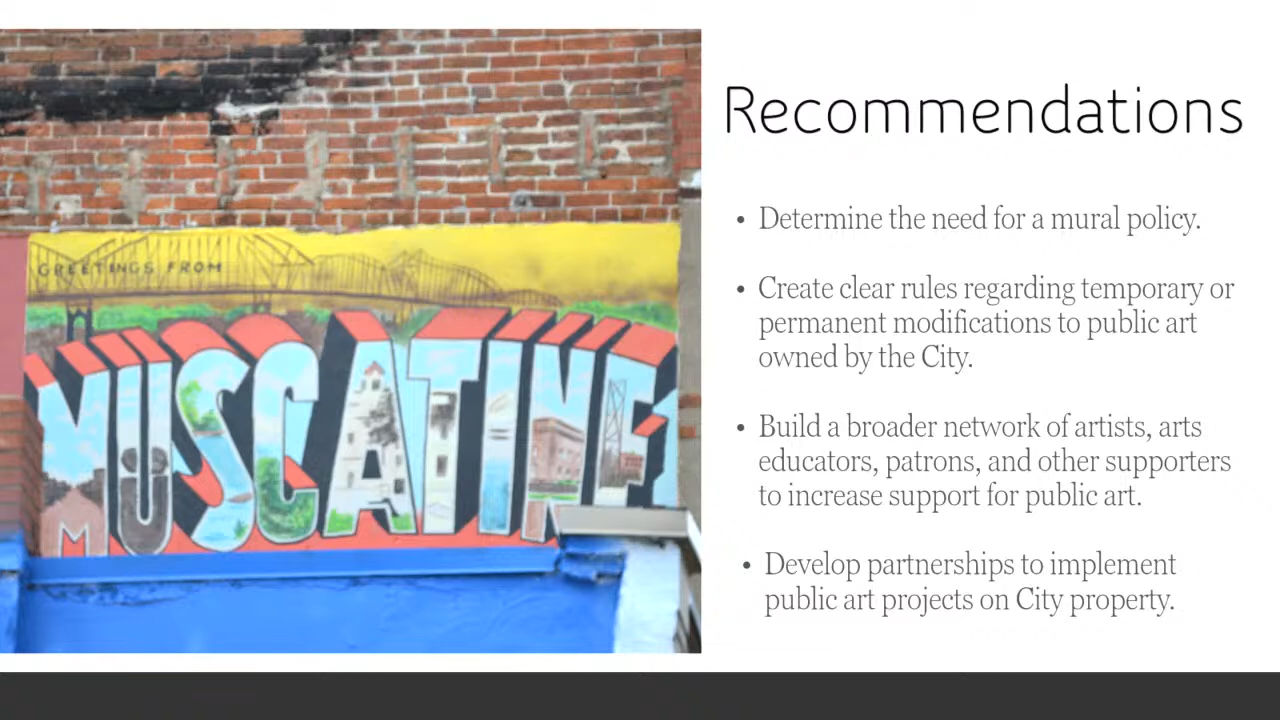 GREETINGS FROM
MUSCATINE
Recommendations
• Determine the need for a mural policy.
• Create clear rules regarding temporary or
permanent modifications to public art
owned by the City.
• Build a broader network of artists, arts
educators, patrons, and other supporters
to increase support for public art.
• Develop partnerships to implement
public art projects on City property.